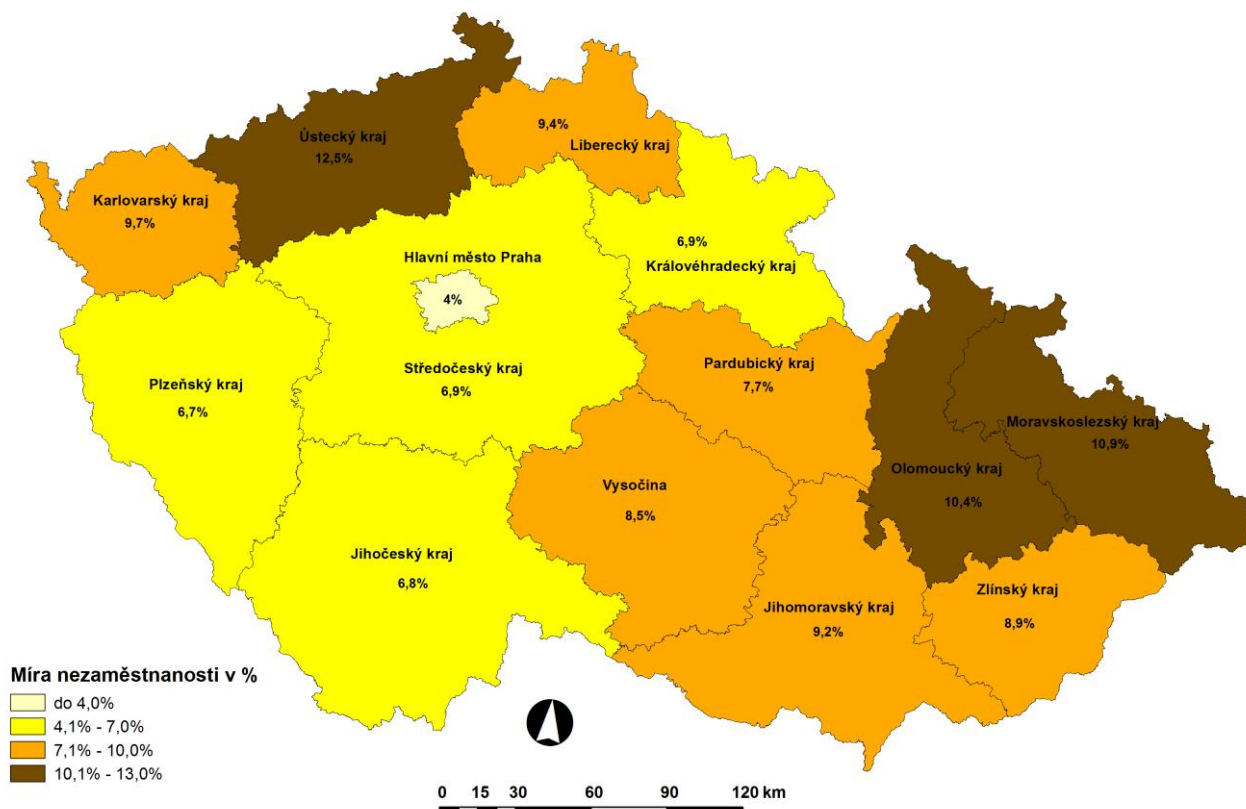 Ústecký kraj
12,5%
9,4%
Liberecký kraj
Karlovarský kraj
9,7%
6,9%
Královéhradecký kraj
Hlavní město Praha
4%
Středočeský kraj
6,9%
Plzeňský kraj
6,7%
Pardubický kraj
7,7%
Moravskoslezský kraj
10,9%
Olomoucký kraj
10,4%
Vysočina
8,5%
Jihočeský kraj
6,8%
Jihomoravský kraj
9,2%
Zlínský kraj
8,9%
Míra nezaměstnanosti v %
do 4,0%
4,1% - 7,0%
7,1% - 10,0%
10,1% - 13,0%
0 15 30 60 90 120 km